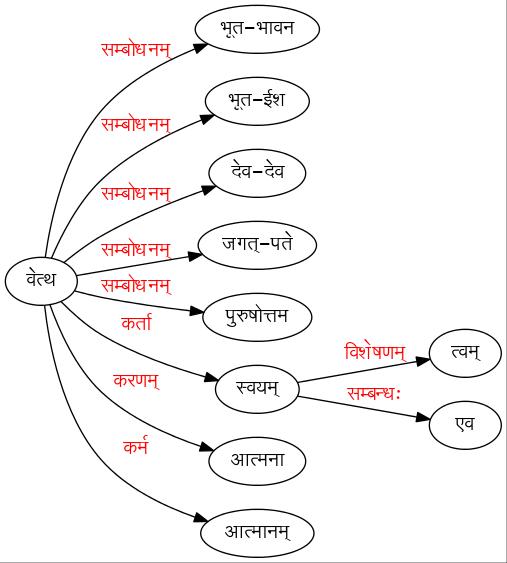 भूत-भावन
सम्बोधनम्
भूत-ईश
सम्बोधनम्
देव-देव
सम्बोधनम्
जगत्-पते
सम्बोधनम्
वेत्थ
सम्बोधनम्
पुरुषोत्तम
कर्ता
विशेषणम्
त्वम्
करणम्
स्वयम्
सम्बन्धः
एव
कर्म
आत्मना
आत्मानम्